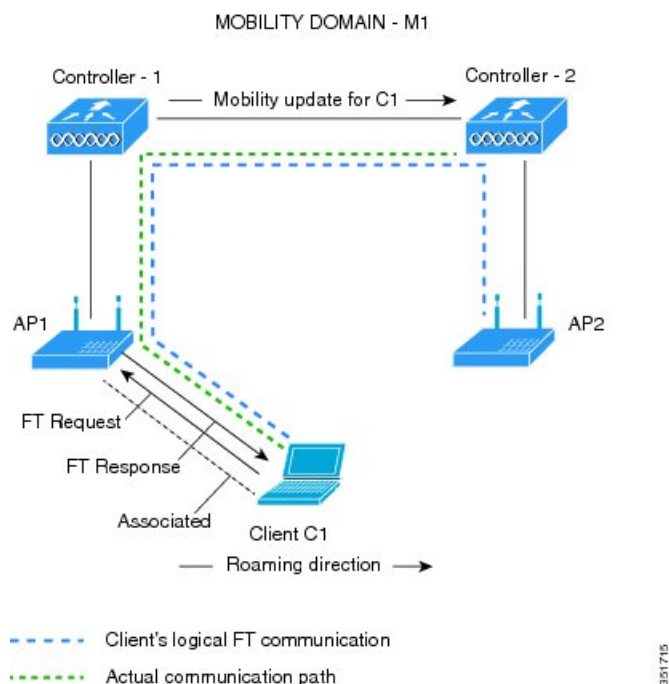 MOBILITY DOMAIN - M1
Controller - 1
Controller - 2
Mobility update for C1
AP1
AP2
FT Request
FT Response
Associated
Client C1
Roaming direction
Client's logical FT communication
Actual communication path
351715